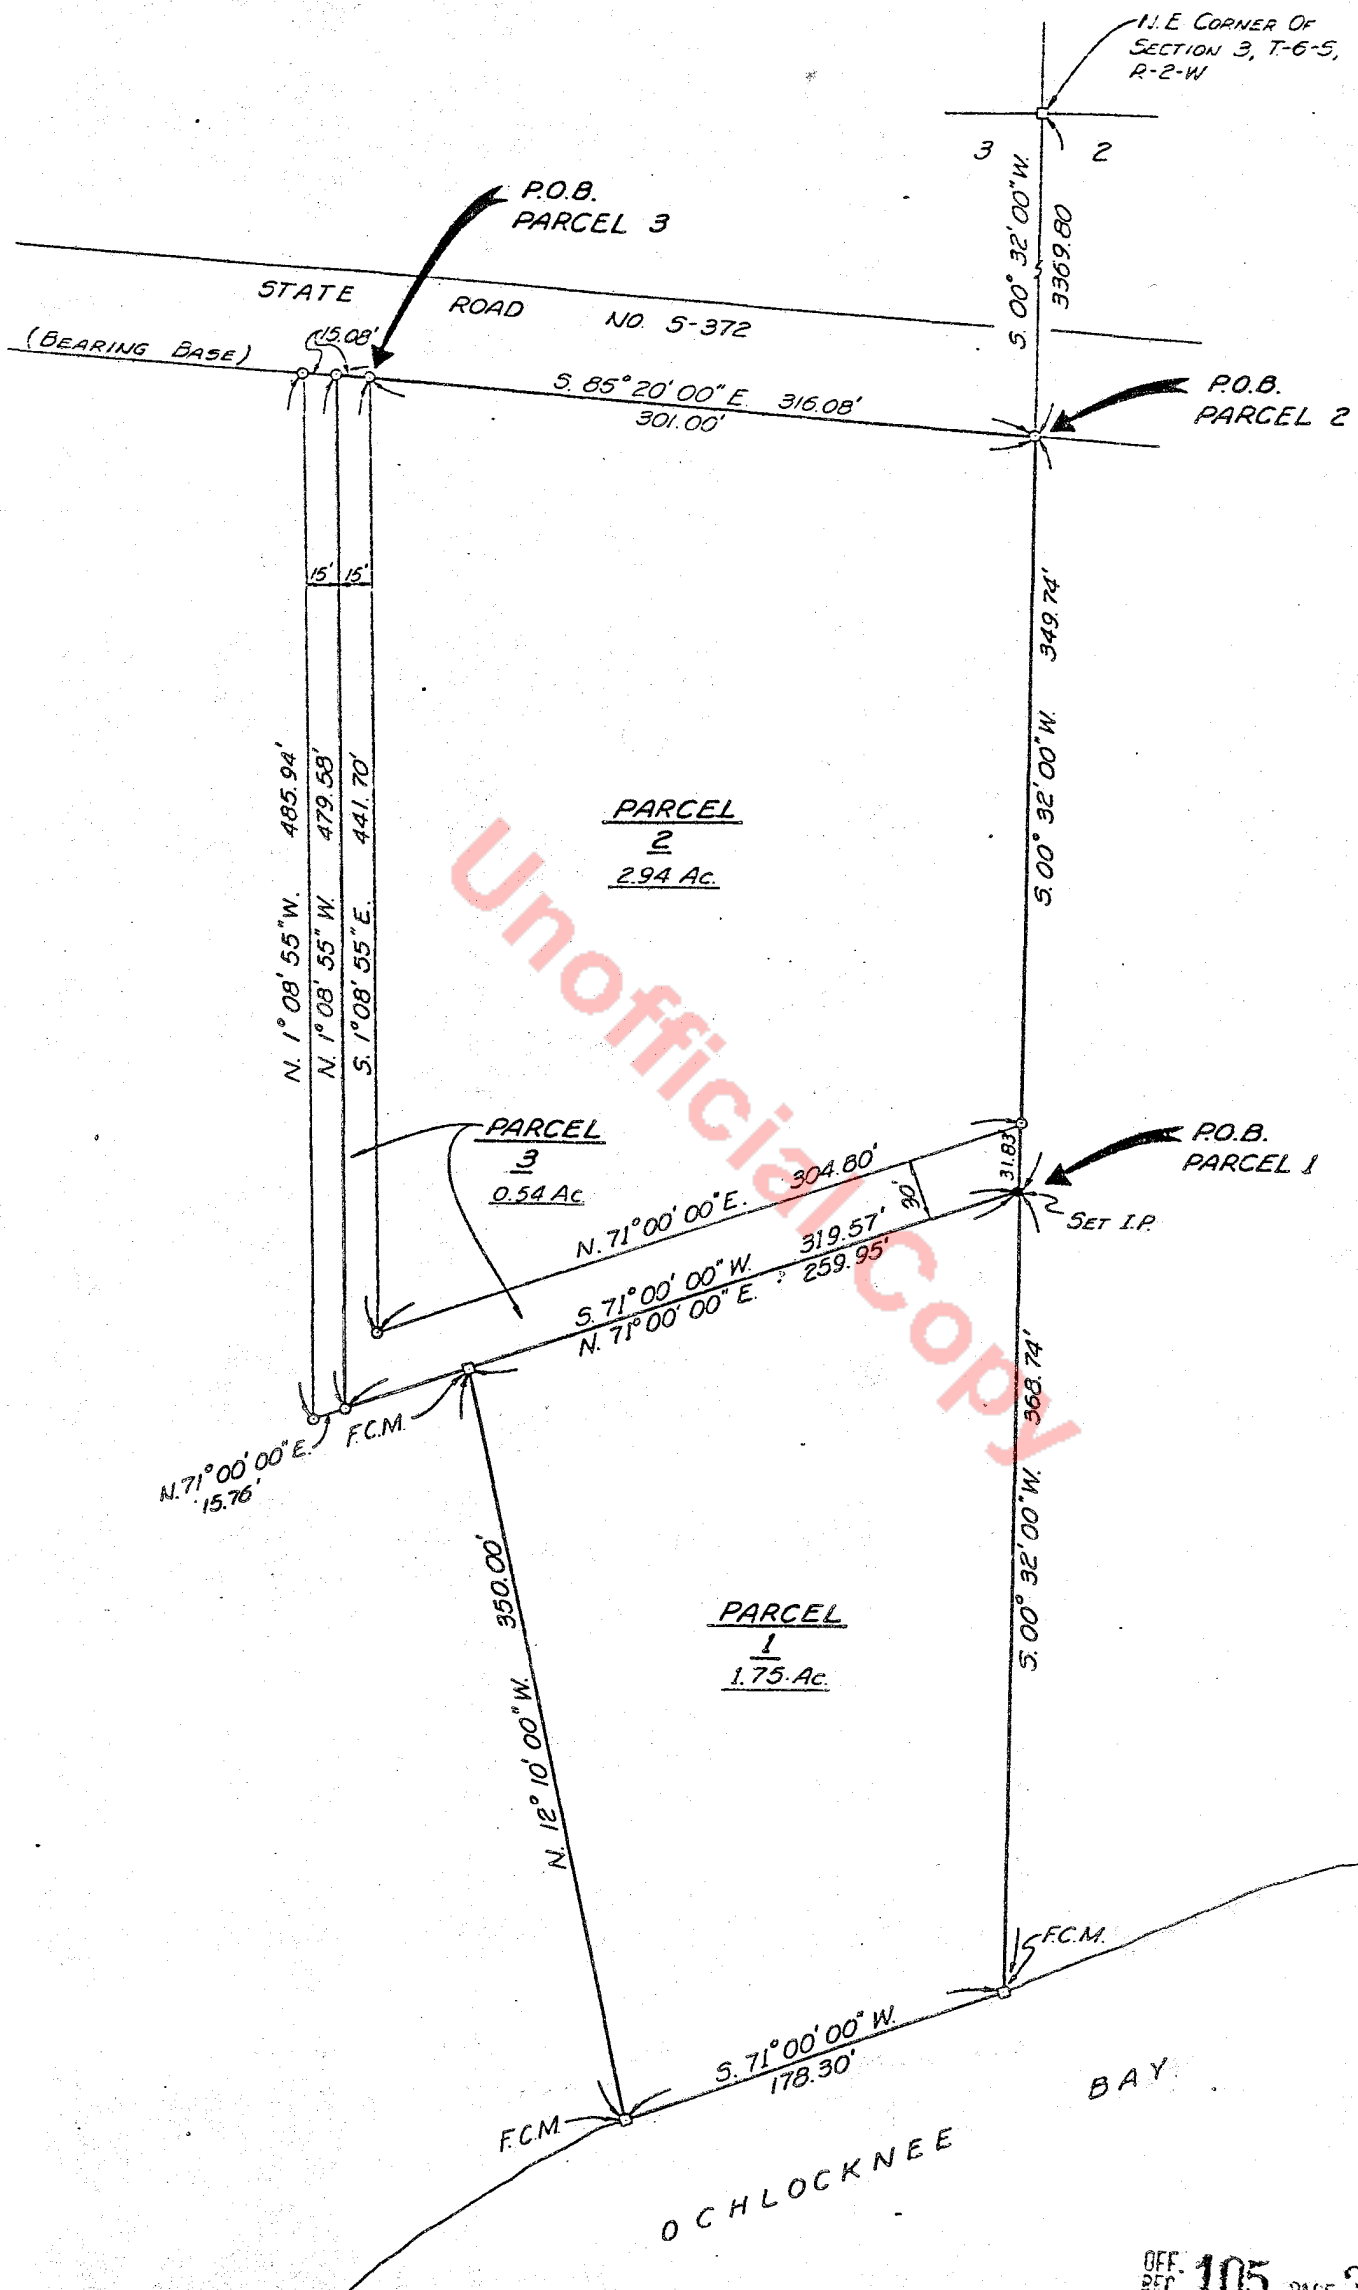 N.E. CORNER OF
SECTION 3, T-6-S,
R-2-W
3 2
S. 00° 32' 00" W.
3369.80
P.O.B.
PARCEL 3
STATE ROAD NO. S-372
(BEARING BASE)
15.08'
S. 85° 20' 00" E. 316.08'
301.00'
P.O.B.
PARCEL 2
15' 15'
S. 00° 32' 00" W. 349.74'
N. 1° 08' 55" W. 485.94'
N. 1° 08' 55" W. 479.58'
S. 1° 08' 55" E. 441.70'
PARCEL
2
2.94 Ac.
Unofficial Copy
PARCEL
3
0.54 Ac
P.O.B.
PARCEL 1
31.83'
SET I.P.
N. 71° 00' 00" E. 304.80'
30'
S. 71° 00' 00" W. 319.57'
N. 71° 00' 00" E. 259.95'
F.C.M.
N. 71° 00' 00" E.
15.76'
S. 00° 32' 00" W. 368.74'
N. 12° 10' 00" W. 350.00'
PARCEL
1
1.75 Ac.
F.C.M.
S. 71° 00' 00" W.
178.30'
F.C.M.
OCHLOCKNEE BAY
OFF.
REC. 105 PAGE